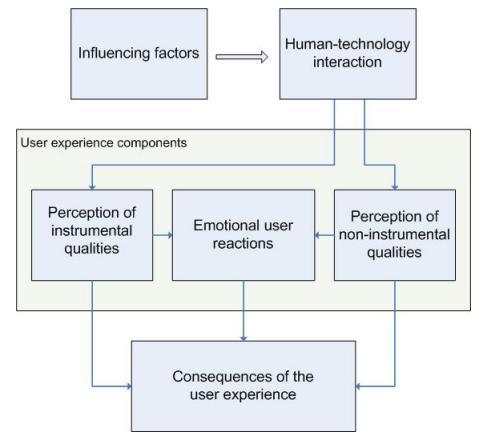 Influencing factors
Human-technology
interaction
User experience components
Perception of
instrumental
qualities
Emotional user
reactions
Perception of
non-instrumental
qualities
Consequences of the
user experience